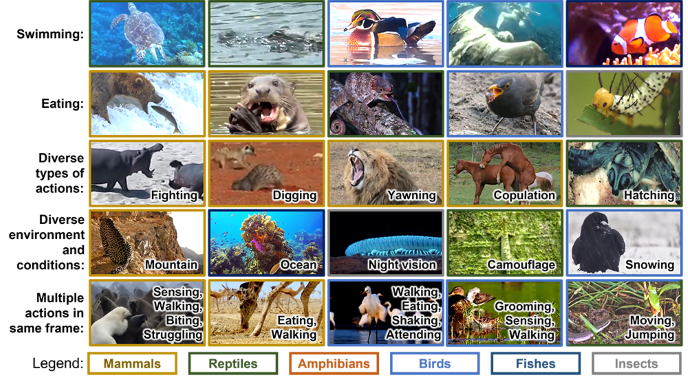 Swimming:
Eating:
Diverse
types of
actions:
Fighting
Digging
Yawning
Copulation
Hatching
Diverse
environment
and
conditions:
Mountain
Ocean
Night vision
Camouflage
Snowing
Multiple
actions in
same frame:
Sensing,
Walking,
Biting,
Struggling
Eating,
Walking
Walking,
Eating,
Shaking,
Attending
Grooming,
Sensing,
Walking
Moving,
Jumping
Legend:
Mammals
Reptiles
Amphibians
Birds
Fishes
Insects